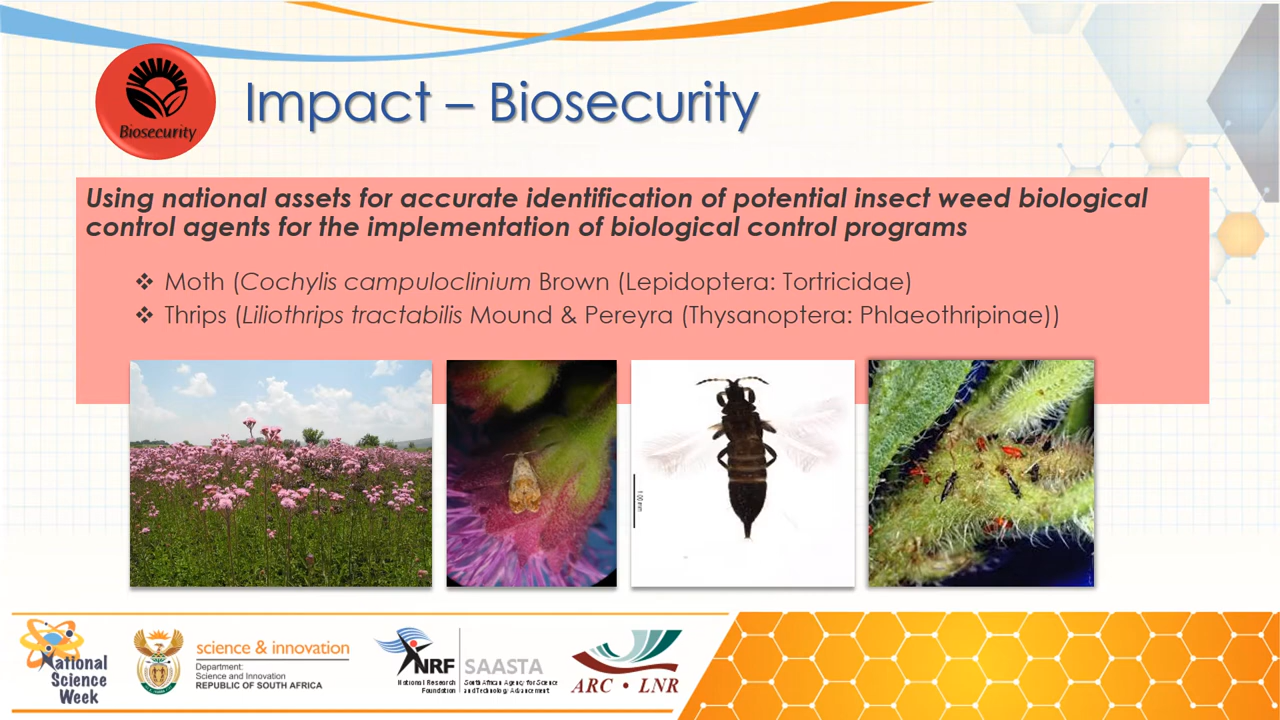 Biosecurity
Impact – Biosecurity
Using national assets for accurate identification of potential insect weed biological
control agents for the implementation of biological control programs
❖ Moth (Cochylis campuloclinium Brown (Lepidoptera: Tortricidae)
❖ Thrips (Liliothrips tractabilis Mound & Pereyra (Thysanoptera: Phlaeothripinae))
1.00 mm
National
Science
Week
science & innovation
Department:
Science and Innovation
REPUBLIC OF SOUTH AFRICA
NRF
National Research
Foundation
SAASTA
South African Agency for Science
and Technology Advancement
ARC • LNR